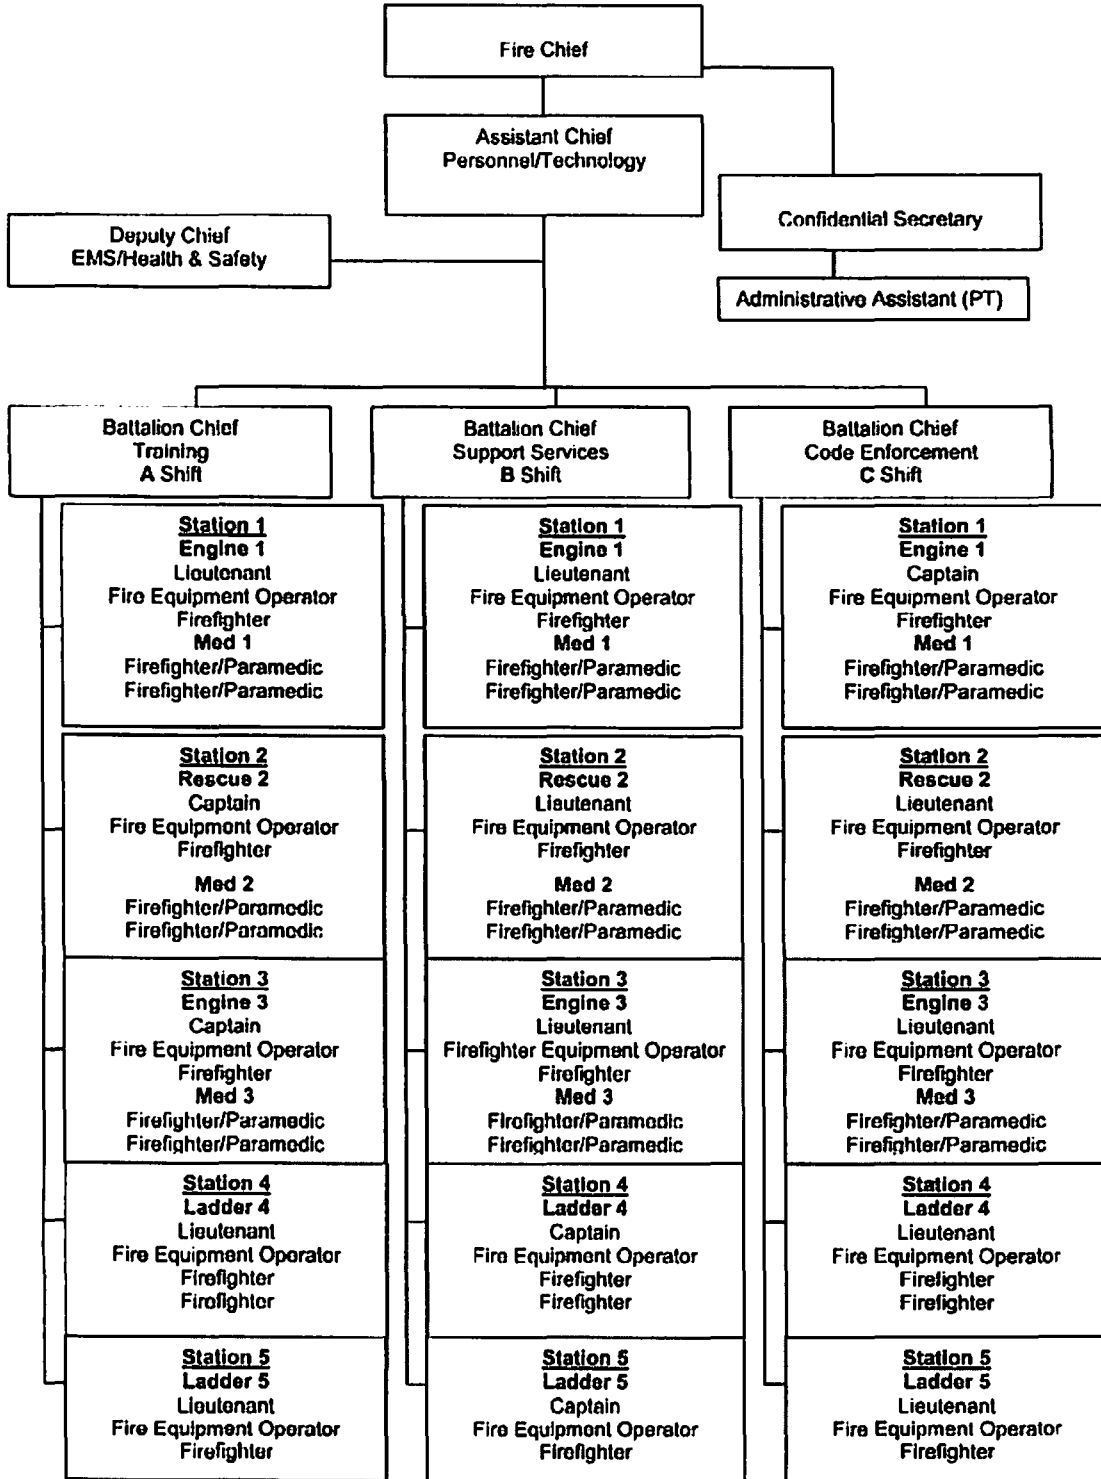 Fire Chief
Assistant Chief
Personnel/Technology
Confidential Secretary
Deputy Chief
EMS/Health & Safety
Administrative Assistant (PT)
Battalion Chief
Training
A Shift
Station 1
Engine 1
Lieutenant
Fire Equipment Operator
Firefighter
Med 1
Firefighter/Paramedic
Firefighter/Paramedic
Station 2
Rescue 2
Captain
Fire Equipment Operator
Firefighter
Med 2
Firefighter/Paramedic
Firefighter/Paramedic
Station 3
Engine 3
Captain
Fire Equipment Operator
Firefighter
Med 3
Firefighter/Paramedic
Firefighter/Paramedic
Station 4
Ladder 4
Lieutenant
Fire Equipment Operator
Firefighter
Firefighter
Station 5
Ladder 5
Lieutenant
Fire Equipment Operator
Firefighter
Battalion Chief
Support Services
B Shift
Station 1
Engine 1
Lieutenant
Fire Equipment Operator
Firefighter
Med 1
Firefighter/Paramedic
Firefighter/Paramedic
Station 2
Rescue 2
Lieutenant
Fire Equipment Operator
Firefighter
Med 2
Firefighter/Paramedic
Firefighter/Paramedic
Station 3
Engine 3
Lieutenant
Firefighter Equipment Operator
Firefighter
Med 3
Firefighter/Paramedic
Firefighter/Paramedic
Station 4
Ladder 4
Captain
Fire Equipment Operator
Firefighter
Firefighter
Station 5
Ladder 5
Captain
Fire Equipment Operator
Firefighter
Battalion Chief
Code Enforcement
C Shift
Station 1
Engine 1
Captain
Fire Equipment Operator
Firefighter
Med 1
Firefighter/Paramedic
Firefighter/Paramedic
Station 2
Rescue 2
Lieutenant
Fire Equipment Operator
Firefighter
Med 2
Firefighter/Paramedic
Firefighter/Paramedic
Station 3
Engine 3
Lieutenant
Fire Equipment Operator
Firefighter
Med 3
Firefighter/Paramedic
Firefighter/Paramedic
Station 4
Ladder 4
Lieutenant
Fire Equipment Operator
Firefighter
Firefighter
Station 5
Ladder 5
Lieutenant
Fire Equipment Operator
Firefighter